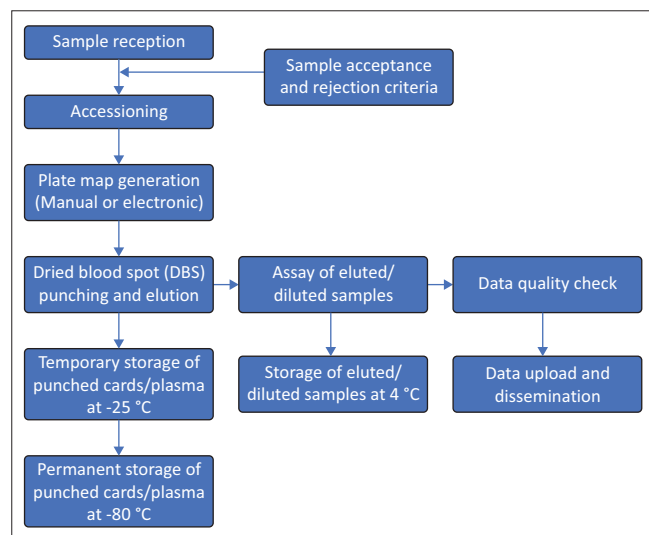 Sample reception
Sample acceptance
and rejection criteria
Accessioning
Plate map generation
(Manual or electronic)
Dried blood spot (DBS)
punching and elution
Assay of eluted/
diluted samples
Data quality check
Temporary storage of
punched cards/plasma
at -25 °C
Storage of eluted/
diluted samples at 4 °C
Data upload and
dissemination
Permanent storage of
punched cards/plasma
at -80 °C